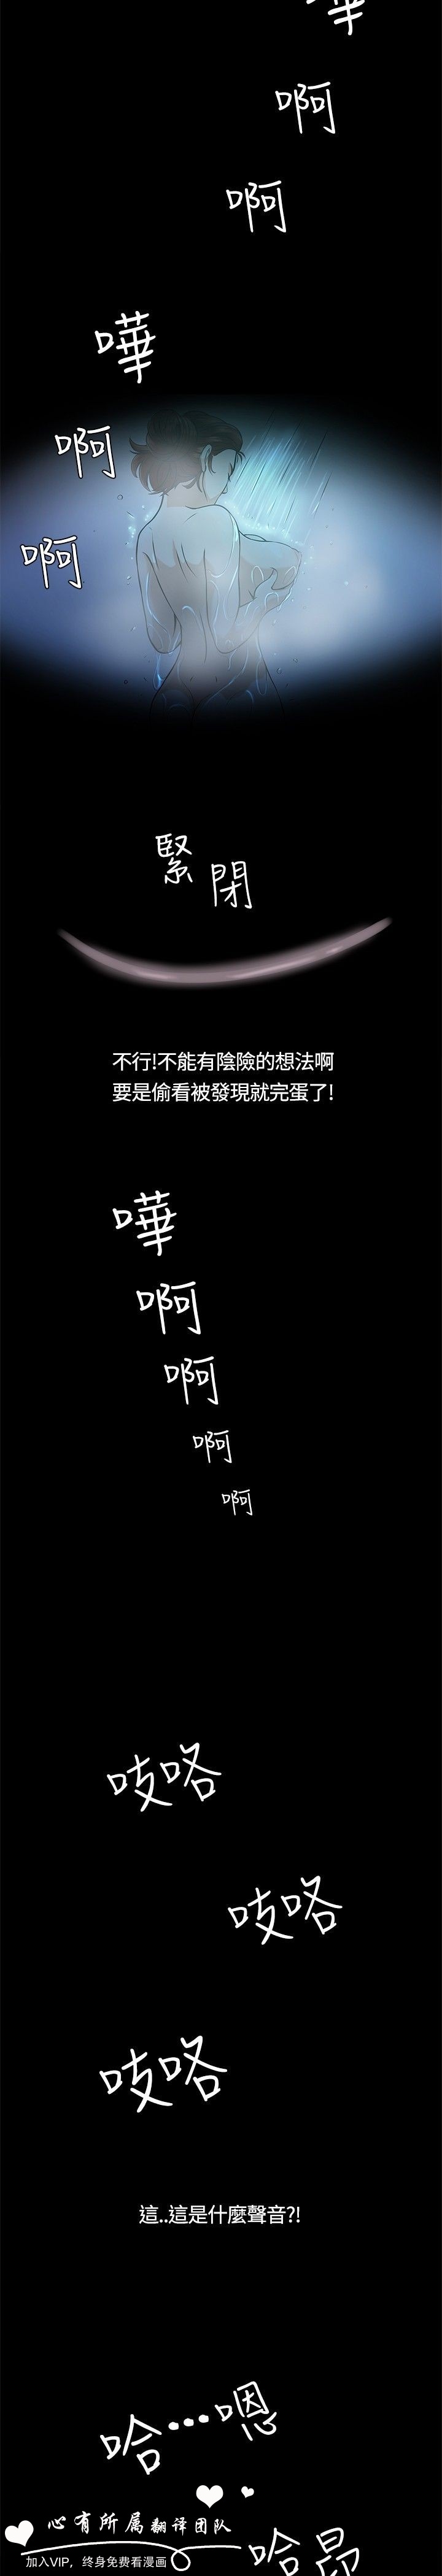 嘩
啊
啊
嘩
啊
啊
緊閉
不行!不能有陰險的想法啊
要是偷看被發現就完蛋了!
嘩
啊
啊
啊
啊
吱咯
吱咯
吱咯
這..這是什麼聲音?!
哈…嗯
心有所属翻译团队
加入VIP，终身免费看漫画
哈昂